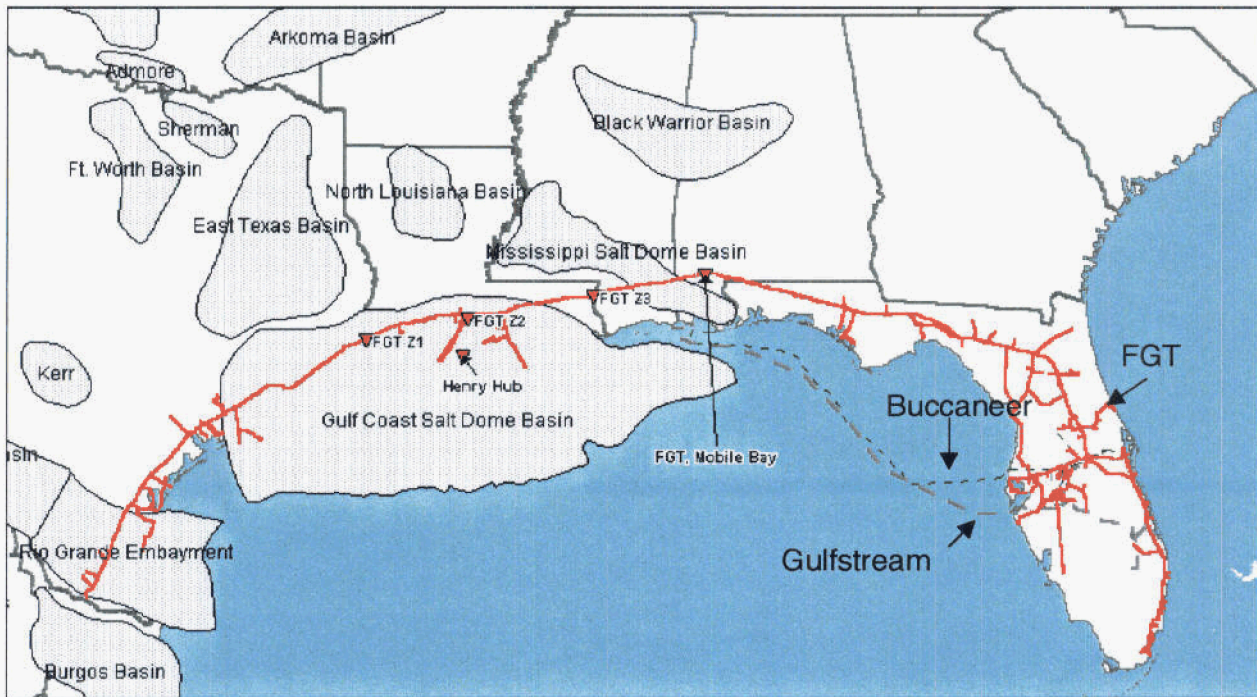 Arkoma Basin
Admore
Sherman
Black Warrior Basin
Ft. Worth Basin
North Louisiana Basin
East Texas Basin
Mississippi Salt Dome Basin
FGT Z3
FGT Z2
FGT Z1
FGT
Kerr
Henry Hub
Buccaneer
Gulf Coast Salt Dome Basin
FGT, Mobile Bay
asin
Rio Grande Embayment
Gulfstream
Burgos Basin